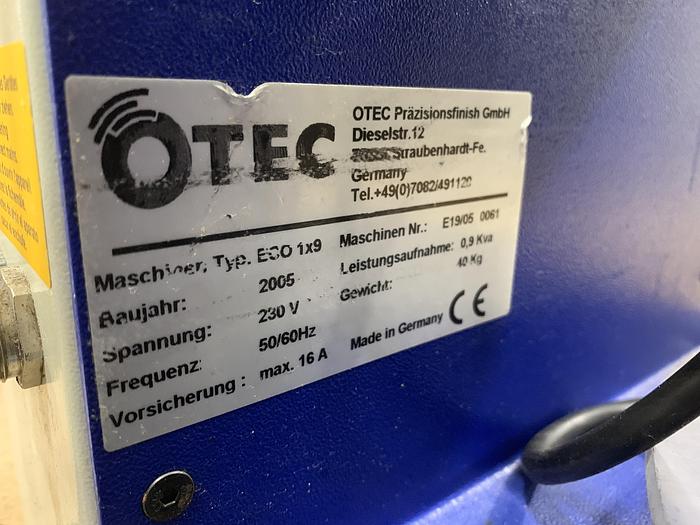 OTEC
OTEC Präzisionsfinish GmbH
Dieselstr.12
Straubenhardt-Fe.
Germany
Tel.+49(0)7082/491120
Maschinen Typ. ECO 1x9
Maschinen Nr.: E19/05 0061
Baujahr: 2005
Leistungsaufnahme: 0,9 Kva
Spannung: 230 V
Gewicht: 40 Kg
Frequenz: 50/60Hz
Vorsicherung : max. 16 A
Made in Germany CE